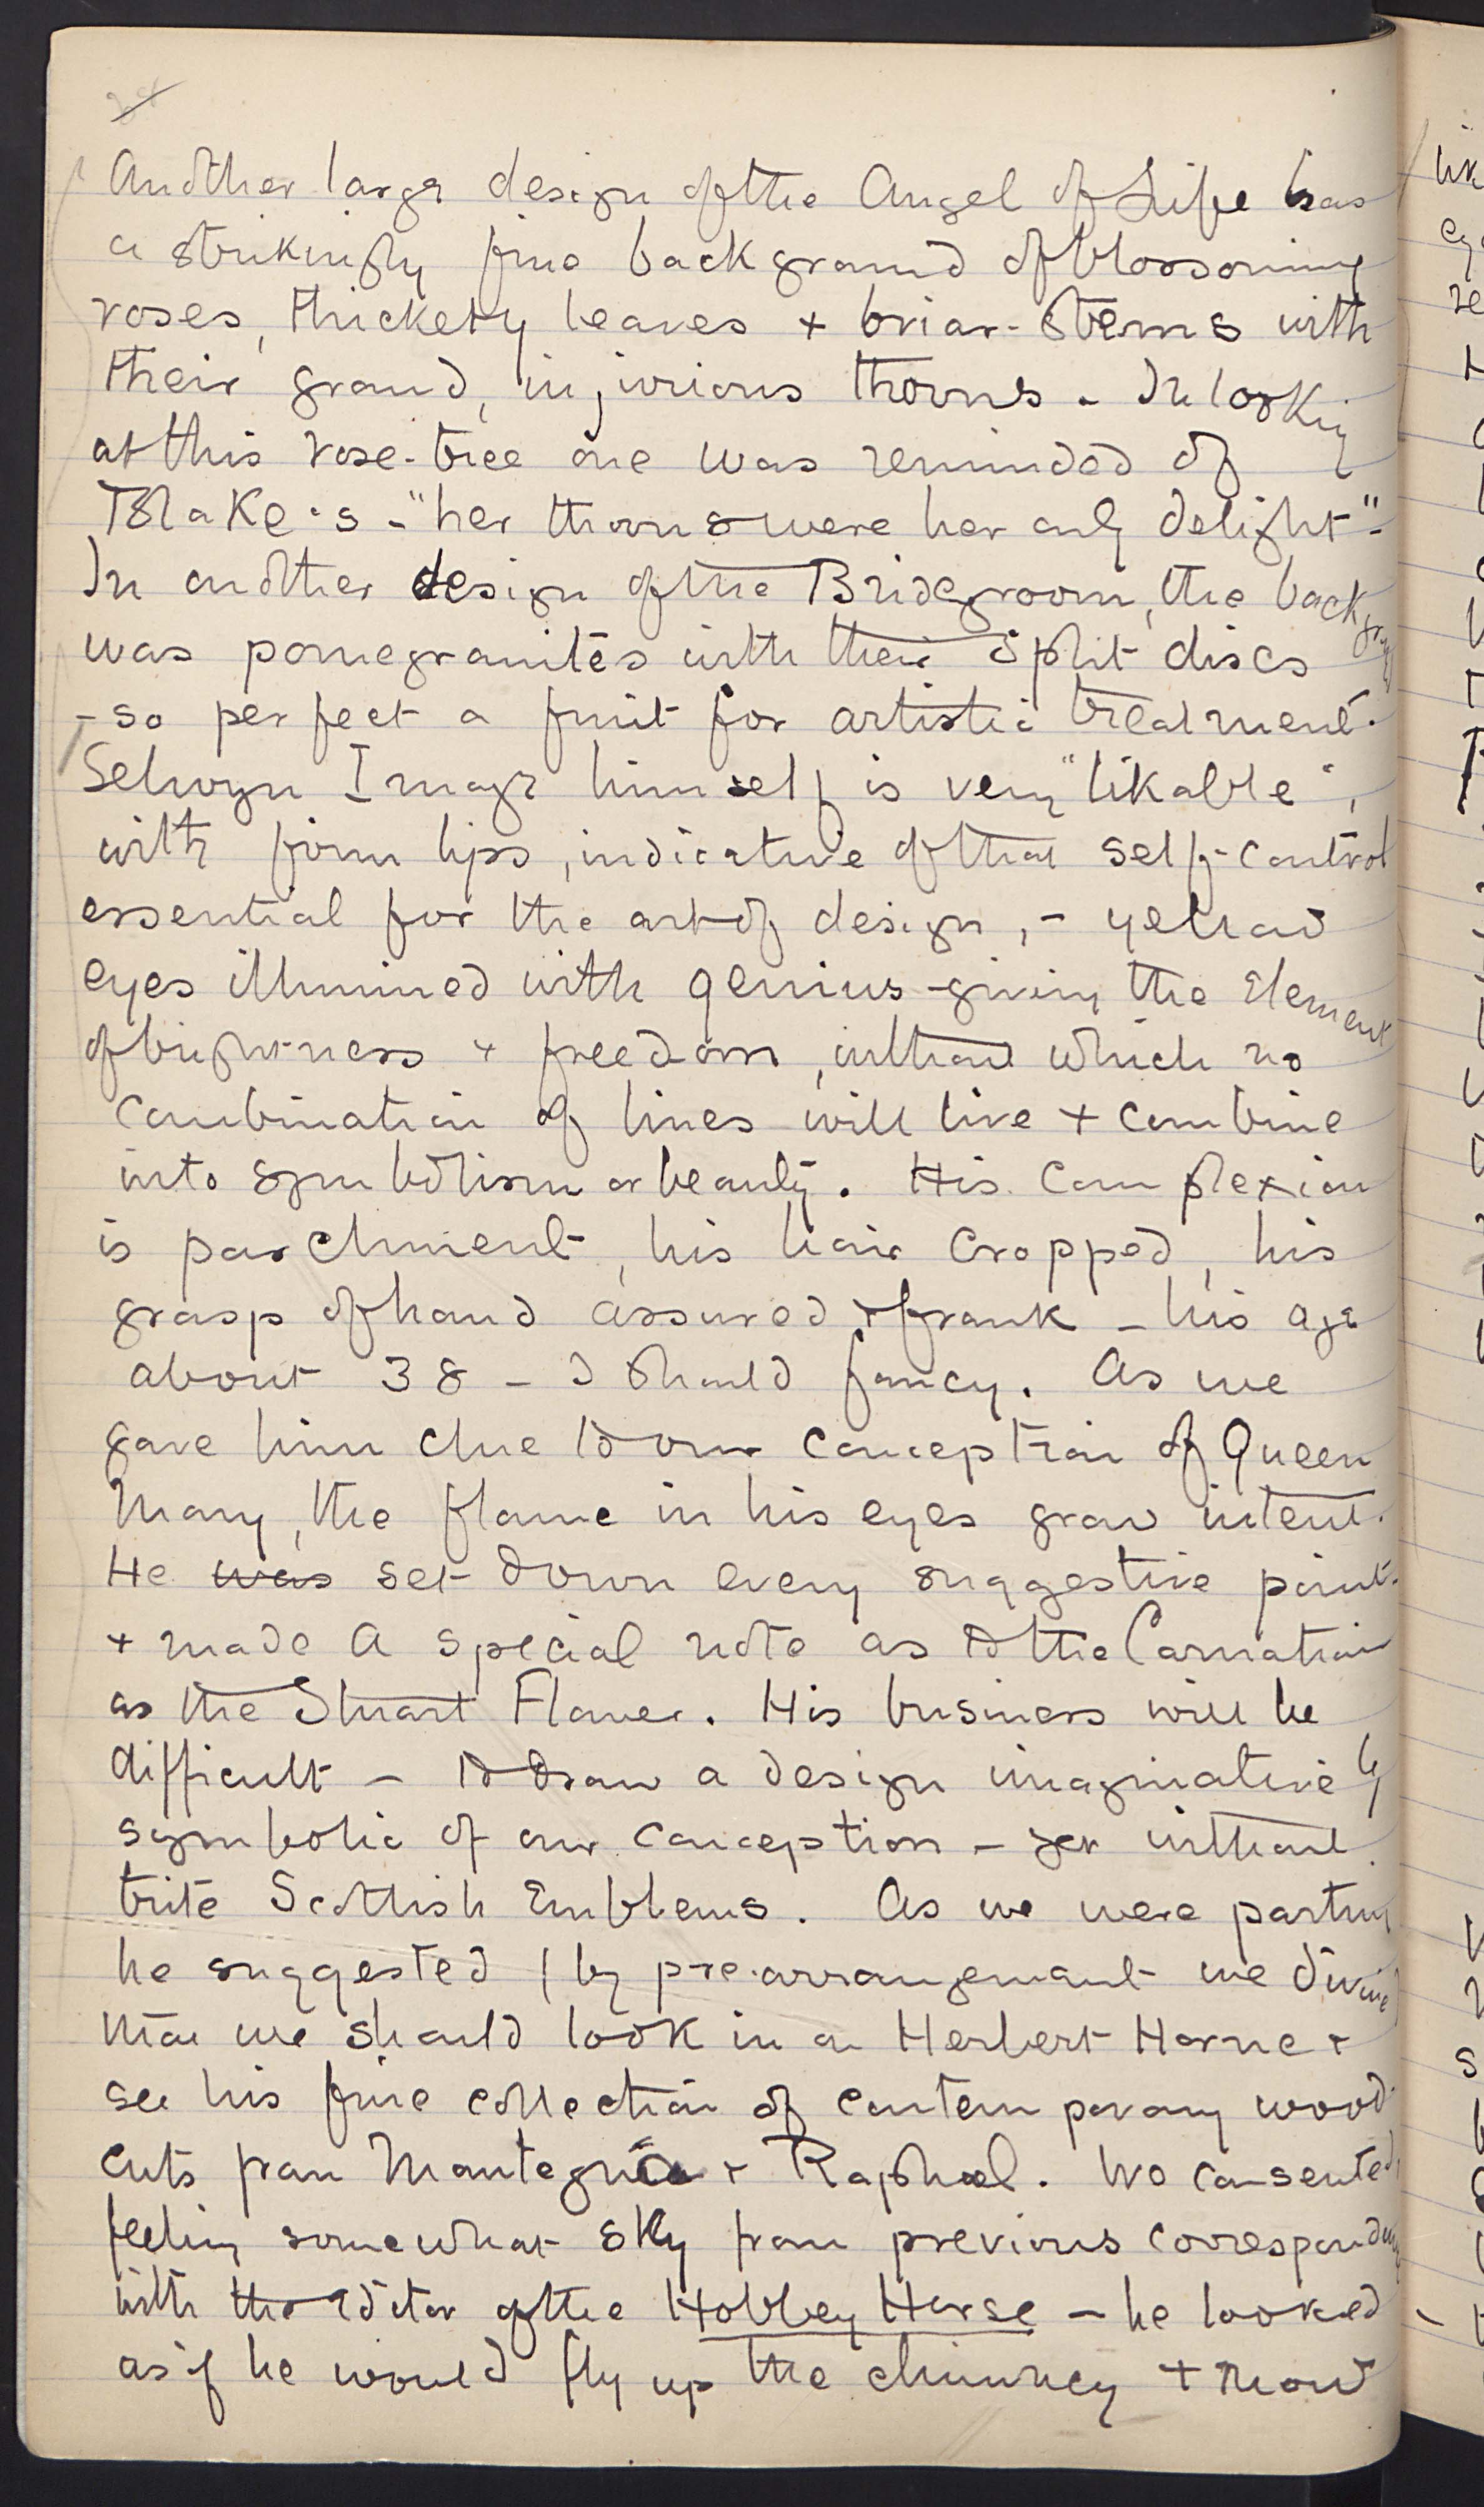 Another large design of the Angel of Life has
a strikingly fine background of blossoming
roses, thickety leaves + briar-stems with
their grand, injurious thorns. In looking
at this rose-tree one was reminded of
Blake's - "her thorns were her only delight" -
In another design of the Bridegroom, the backgrd
was pomegranites with their split discs
- so perfect a fruit for artistic treatment.
Selwyn Image himself is very "likable",
with firm lips, indicative of that self-control
essential for the art of design, -
eyes illumined with genius - giving the element
of brightness + freedom, without which no
combination of lines will live + combine
into symbolism or beauty. His complexion
is parchment, his hair cropped, his
grasp of hand assured + frank - his age
about 38 - I should fancy. As we
gave him clue to our conception of Queen
Mary, the flame in his eyes grew intent.
He was set down every suggestive point
+ made a special note as to the Carnation
as the Stuart Flower. His business will be
difficult - to draw a design imaginatively
symbolic of our conception - yet without
trite Scottish Emblems. As we were parting
he suggested (by pre-arrangement we divined
that we should look in on Herbert Horne +
see his fine collection of contemporary wood-
cuts from Mantegna + Raphael. We consented
feeling somewhat shy from previous correspondence
with the editor of the Hobbey Horse - he looked
as if he would fly up the chimney +